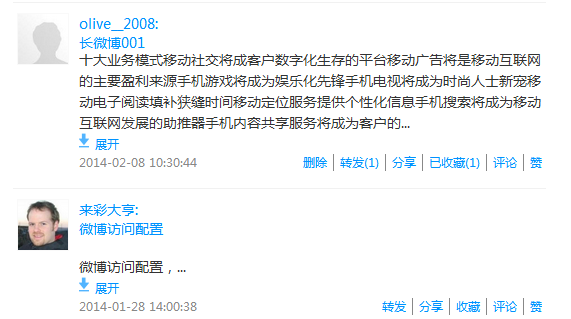 olive__2008:
长微博001
十大业务模式移动社交将成客户数字化生存的平台移动广告将是移动互联网
的主要盈利来源手机游戏将成为娱乐化先锋手机电视将成为时尚人士新宠移
动电子阅读填补狭缝时间移动定位服务提供个性化信息手机搜索将成为移动
互联网发展的助推器手机内容共享服务将成为客户的...
展开
2014-02-08 10:30:44 删除 | 转发(1) | 分享 | 已收藏(1) | 评论 | 赞
来彩大亨:
微博访问配置
微博访问配置，...
展开
2014-01-28 14:00:38 转发 | 分享 | 收藏 | 评论 | 赞